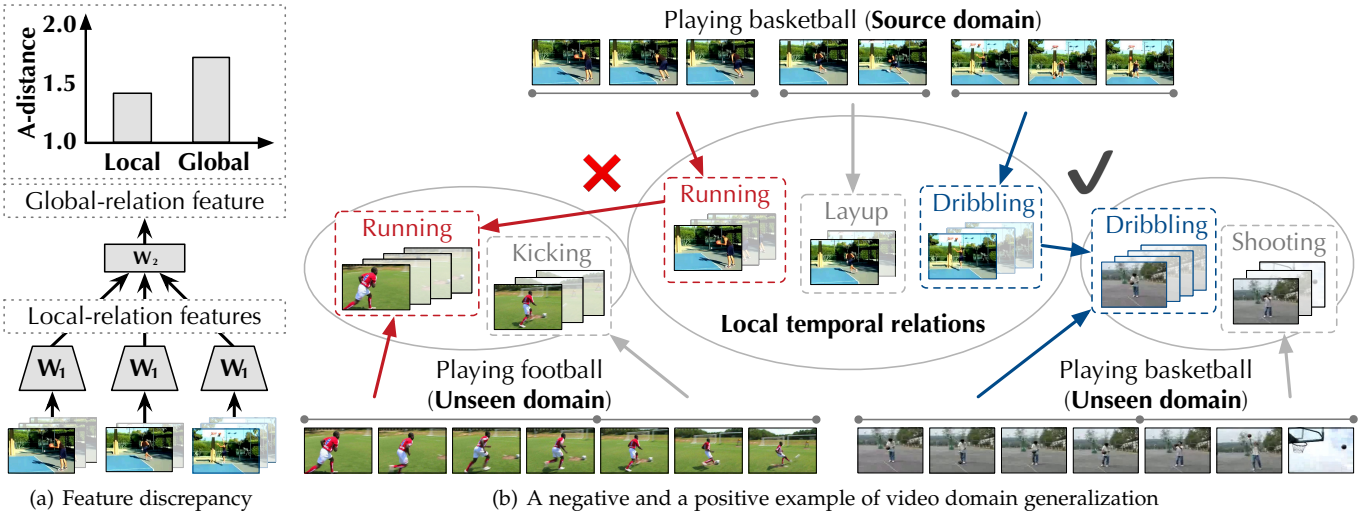 2.0
1.5
1.0
A-distance
Local Global
Global-relation feature
W₂
Local-relation features
W₁ W₁ W₁
(a) Feature discrepancy
Playing basketball (Source domain)
Running
Layup
Dribbling
Running
Kicking
Dribbling
Shooting
Local temporal relations
Playing football
(Unseen domain)
Playing basketball
(Unseen domain)
(b) A negative and a positive example of video domain generalization